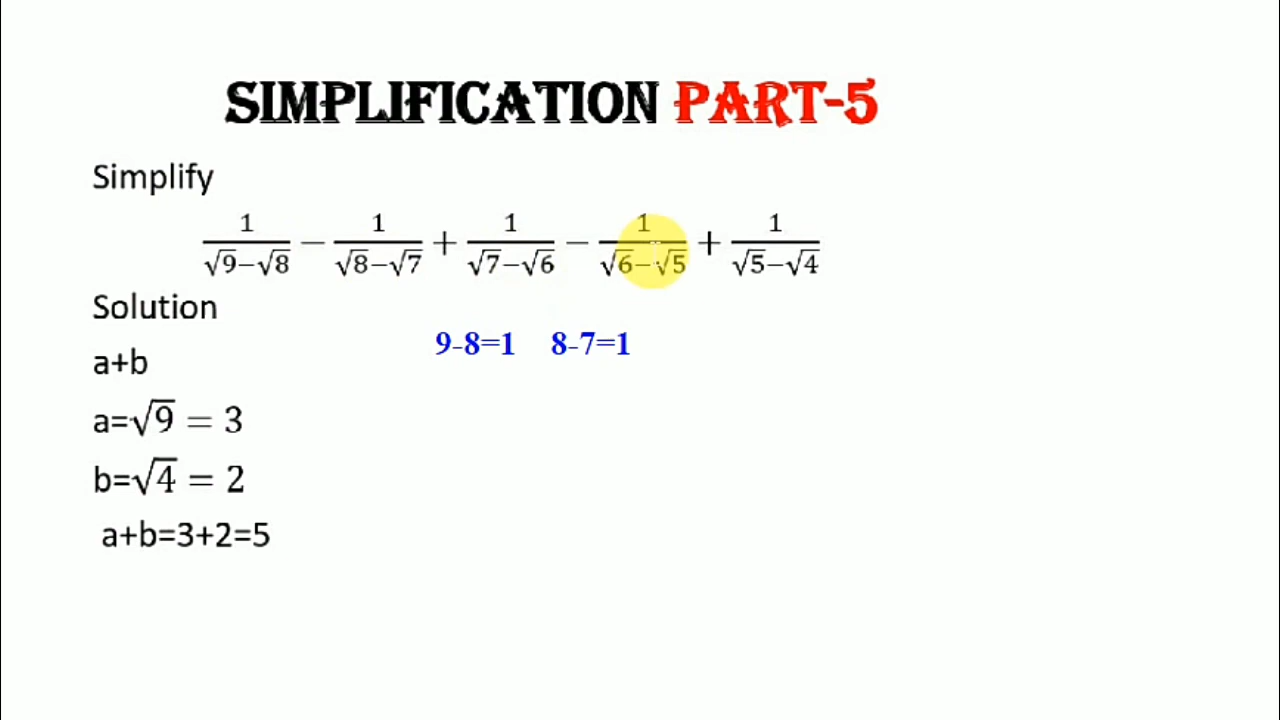 SIMPLIFICATION PART-5
Simplify
1/(√9−√8) − 1/(√8−√7) + 1/(√7−√6) − 1/(√6−√5) + 1/(√5−√4)
Solution
9-8=1 8-7=1
a+b
a=√9 = 3
b=√4 = 2
a+b=3+2=5